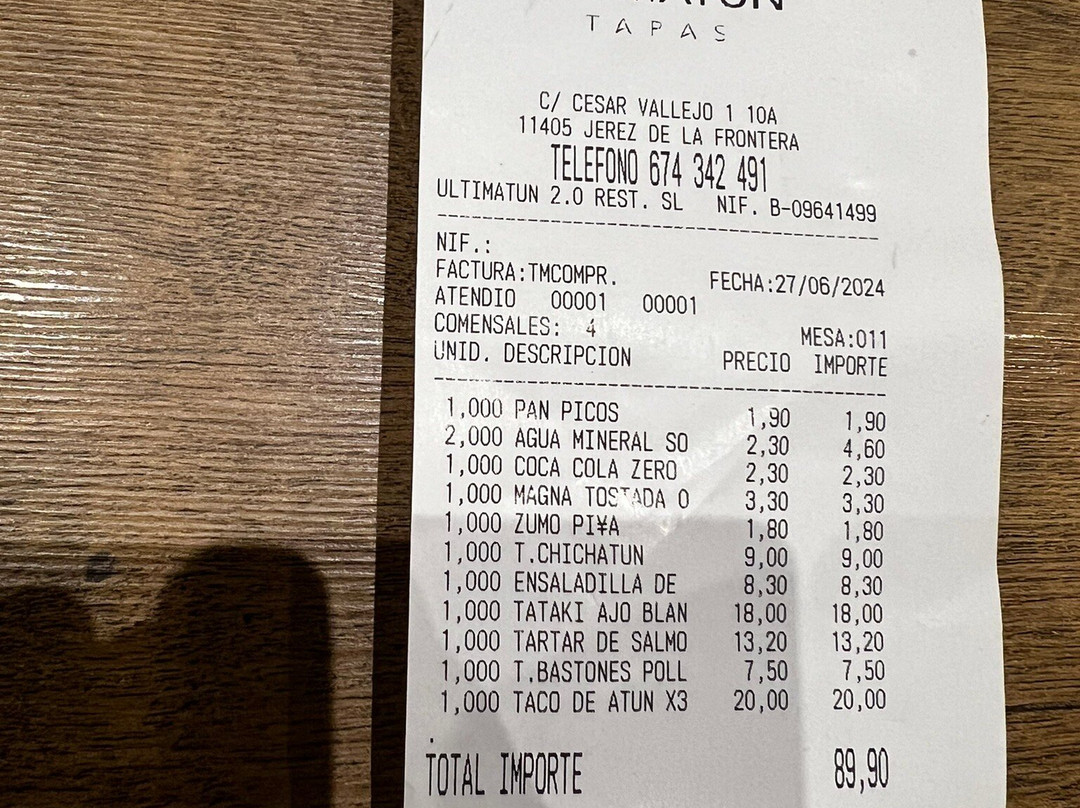 TAPAS
C/ CESAR VALLEJO 1 10A
11405 JEREZ DE LA FRONTERA
TELEFONO 674 342 491
ULTIMATUN 2.0 REST. SL NIF. B-09641499
NIF.:
FACTURA:TMCOMPR. FECHA:27/06/2024
ATENDIO 00001 00001
COMENSALES: 4 MESA:011
UNID. DESCRIPCION PRECIO IMPORTE
1,000 PAN PICOS 1,90 1,90
2,000 AGUA MINERAL SO 2,30 4,60
1,000 COCA COLA ZERO 2,30 2,30
1,000 MAGNA TOSTADA O 3,30 3,30
1,000 ZUMO PI¥A 1,80 1,80
1,000 T.CHICHATUN 9,00 9,00
1,000 ENSALADILLA DE 8,30 8,30
1,000 TATAKI AJO BLAN 18,00 18,00
1,000 TARTAR DE SALMO 13,20 13,20
1,000 T.BASTONES POLL 7,50 7,50
1,000 TACO DE ATUN X3 20,00 20,00
TOTAL IMPORTE 89,90